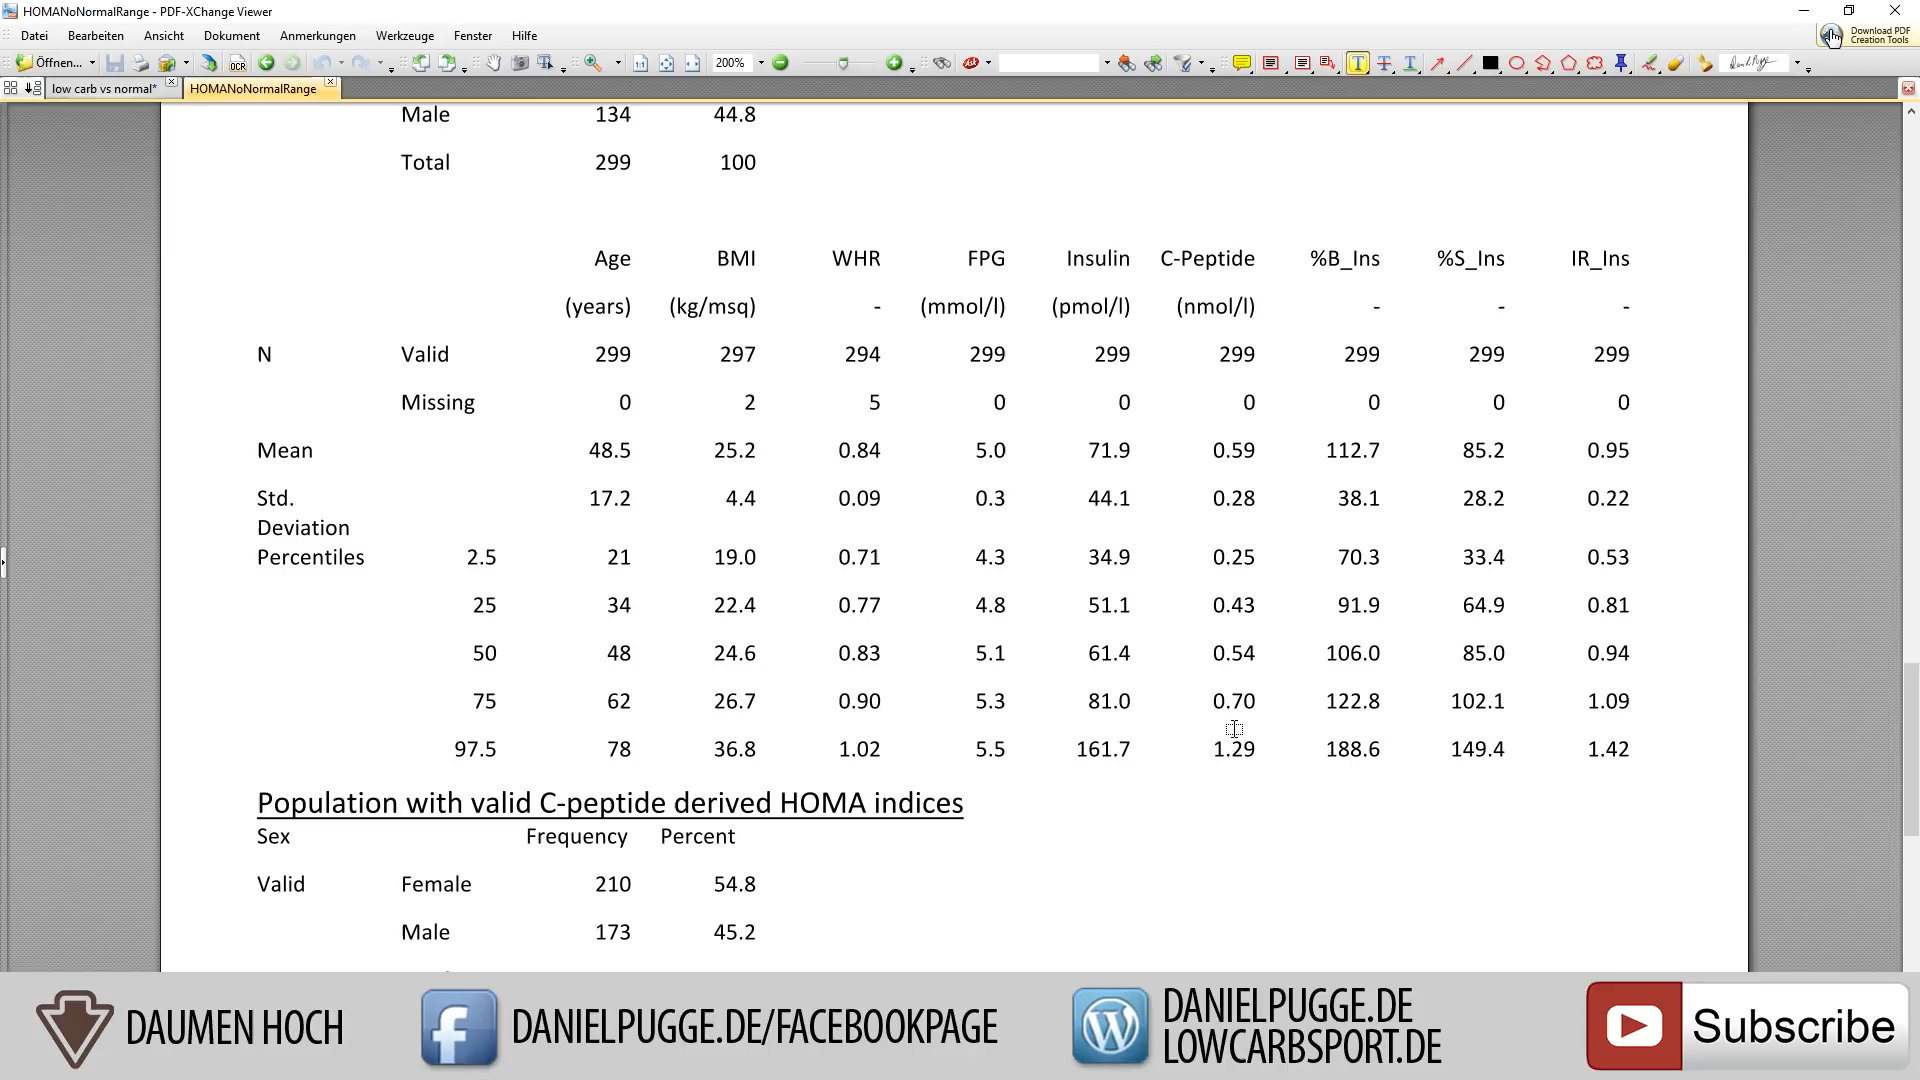 HOMANoNormalRange - PDF-XChange Viewer
Datei Bearbeiten Ansicht Dokument Anmerkungen Kommentare Werkzeuge Fenster Hilfe
Download PDF
Creation Tools
Öffnen... OCR 200%
low carb vs normal* HOMANoNormalRange
Male 134 44.8
Total 299 100
Age BMI WHR FPG Insulin C-Peptide %B_Ins %S_Ins IR_Ins
(years) (kg/msq) - (mmol/l) (pmol/l) (nmol/l) - - -
N Valid 299 297 294 299 299 299 299 299 299
Missing 0 2 5 0 0 0 0 0 0
Mean 48.5 25.2 0.84 5.0 71.9 0.59 112.7 85.2 0.95
Std. 17.2 4.4 0.09 0.3 44.1 0.28 38.1 28.2 0.22
Deviation
Percentiles 2.5 21 19.0 0.71 4.3 34.9 0.25 70.3 33.4 0.53
25 34 22.4 0.77 4.8 51.1 0.43 91.9 64.9 0.81
50 48 24.6 0.83 5.1 61.4 0.54 106.0 85.0 0.94
75 62 26.7 0.90 5.3 81.0 0.70 122.8 102.1 1.09
97.5 78 36.8 1.02 5.5 161.7 1.29 188.6 149.4 1.42
Population with valid C-peptide derived HOMA indices
Sex Frequency Percent
Valid Female 210 54.8
Male 173 45.2
DAUMEN HOCH
DANIELPUGGE.DE/FACEBOOKPAGE
DANIELPUGGE.DE
LOWCARBSPORT.DE
Subscribe